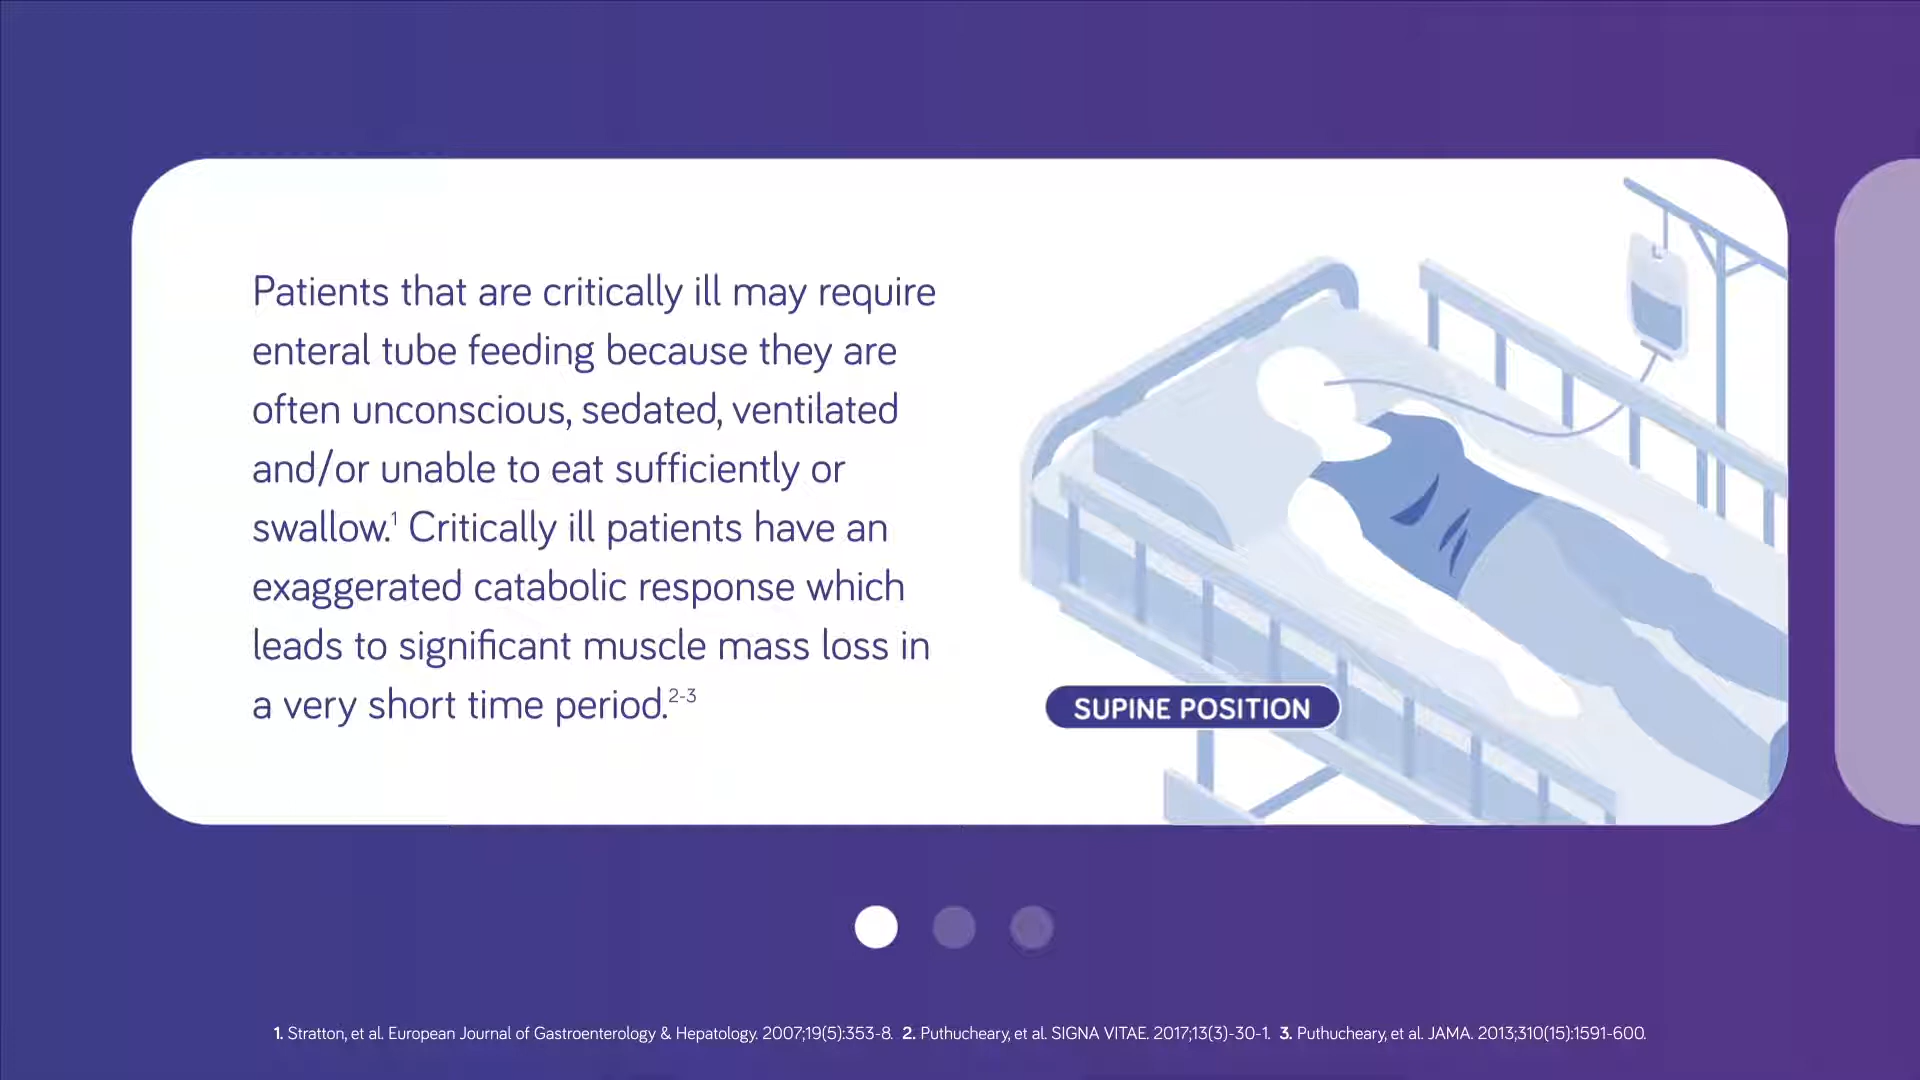 Patients that are critically ill may require
enteral tube feeding because they are
often unconscious, sedated, ventilated
and/or unable to eat sufficiently or
swallow.¹ Critically ill patients have an
exaggerated catabolic response which
leads to significant muscle mass loss in
a very short time period.²⁻³
SUPINE POSITION
1. Stratton, et al. European Journal of Gastroenterology & Hepatology. 2007;19(5):353-8. 2. Puthucheary, et al. SIGNA VITAE. 2017;13(3)-30-1. 3. Puthucheary, et al. JAMA. 2013;310(15):1591-600.